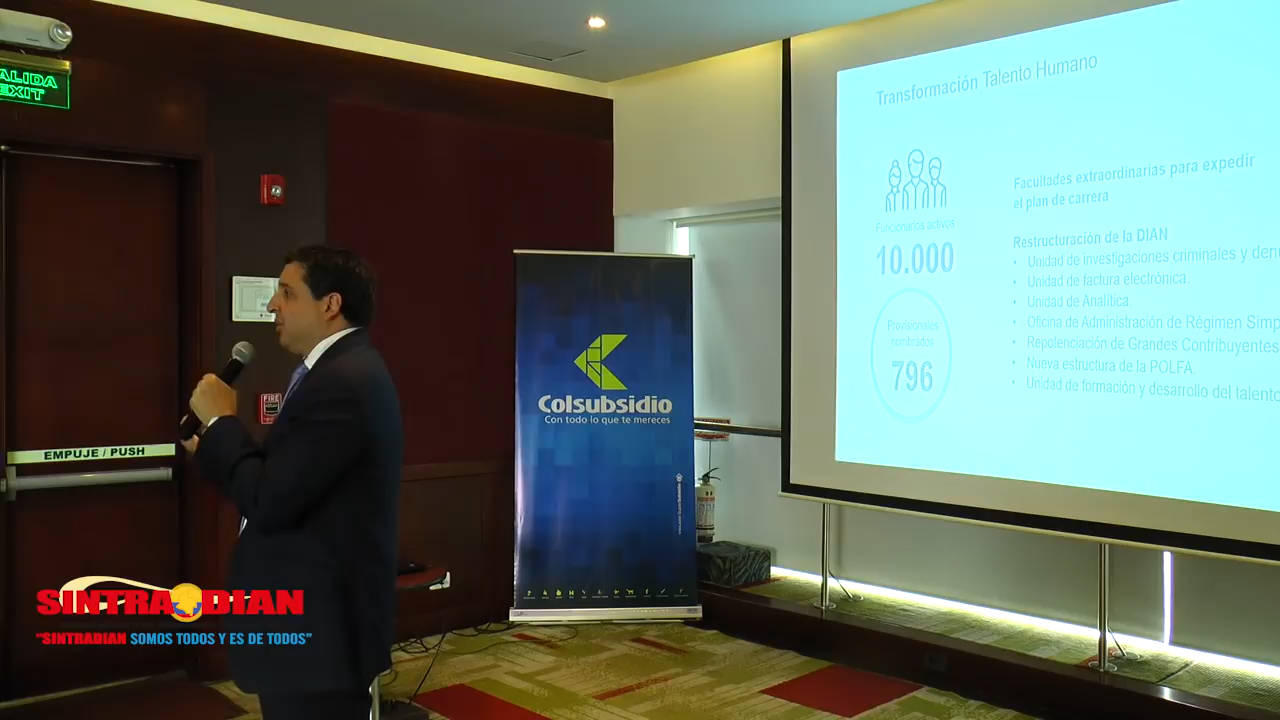 ALIDA
EXIT
EMPUJE / PUSH
FIRE
SINTRADIAN
"SINTRADIAN SOMOS TODOS Y ES DE TODOS"
Colsubsidio
Con todo lo que te mereces
Transformación Talento Humano
Funcionarios activos
10.000
Provisionales
nombrados
796
Facultades extraordinarias para expedir
el plan de carrera
Restructuración de la DIAN
• Unidad de investigaciones criminales y den
• Unidad de factura electrónica.
• Unidad de Analítica.
• Oficina de Administración de Régimen Simp
• Repotenciación de Grandes Contribuyentes
• Nueva estructura de la POLFA.
• Unidad de formación y desarrollo del talento